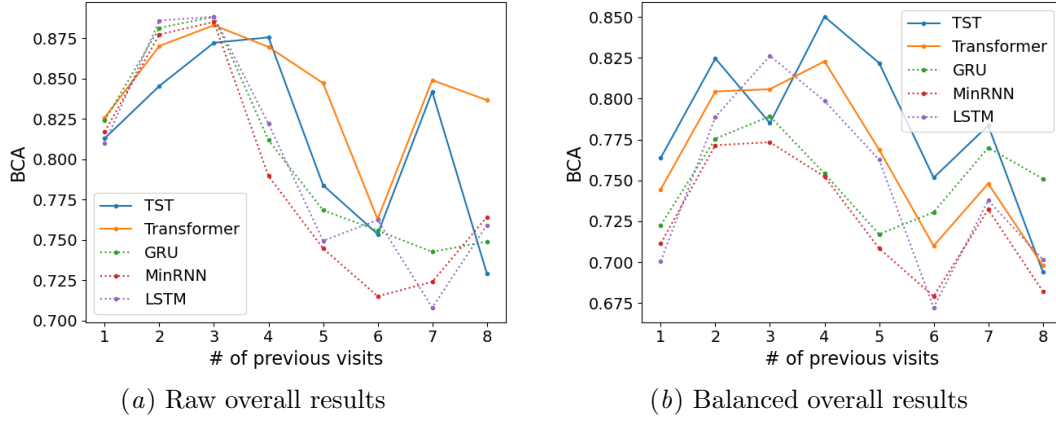 BCA
0.875
0.850
0.825
0.800
0.775
0.750
0.725
0.700
TST
Transformer
GRU
MinRNN
LSTM
1 2 3 4 5 6 7 8
# of previous visits
(a) Raw overall results
BCA
0.850
0.825
0.800
0.775
0.750
0.725
0.700
0.675
TST
Transformer
GRU
MinRNN
LSTM
1 2 3 4 5 6 7 8
# of previous visits
(b) Balanced overall results